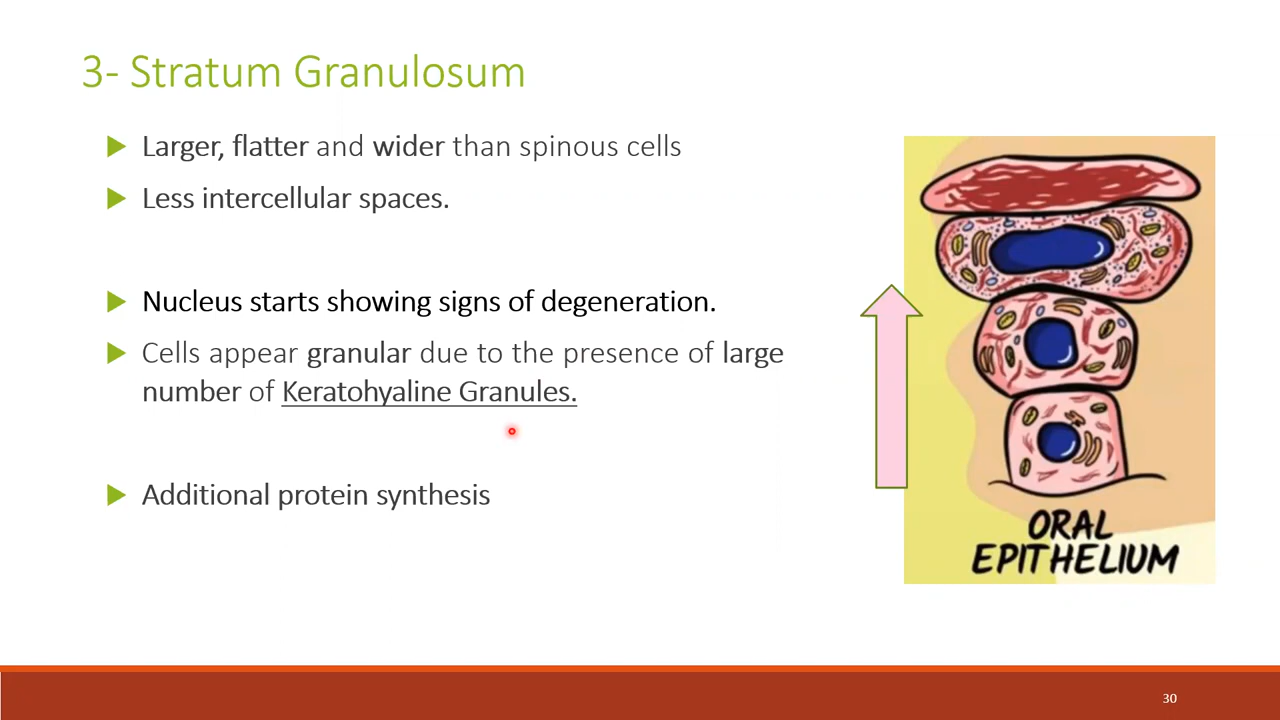 3- Stratum Granulosum
Larger, flatter and wider than spinous cells
Less intercellular spaces.
Nucleus starts showing signs of degeneration.
Cells appear granular due to the presence of large
number of Keratohyaline Granules.
Additional protein synthesis
ORAL
EPITHELIUM
30